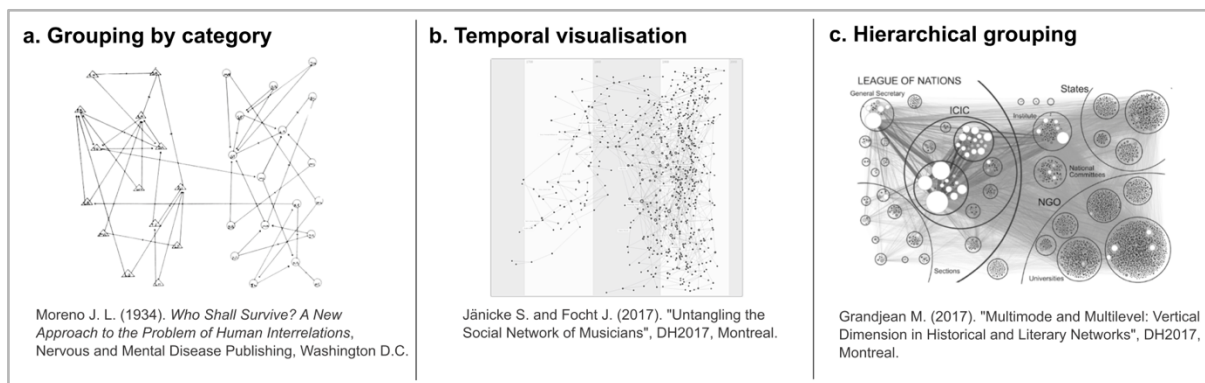 a. Grouping by category
Moreno J. L. (1934). Who Shall Survive? A New
Approach to the Problem of Human Interrelations,
Nervous and Mental Disease Publishing, Washington D.C.
b. Temporal visualisation
Jänicke S. and Focht J. (2017). "Untangling the
Social Network of Musicians", DH2017, Montreal.
c. Hierarchical grouping
LEAGUE OF NATIONS
General Secretary
States
ICIC
Institute
National
Committees
NGO
Sections
Universities
Grandjean M. (2017). "Multimode and Multilevel: Vertical
Dimension in Historical and Literary Networks", DH2017,
Montreal.